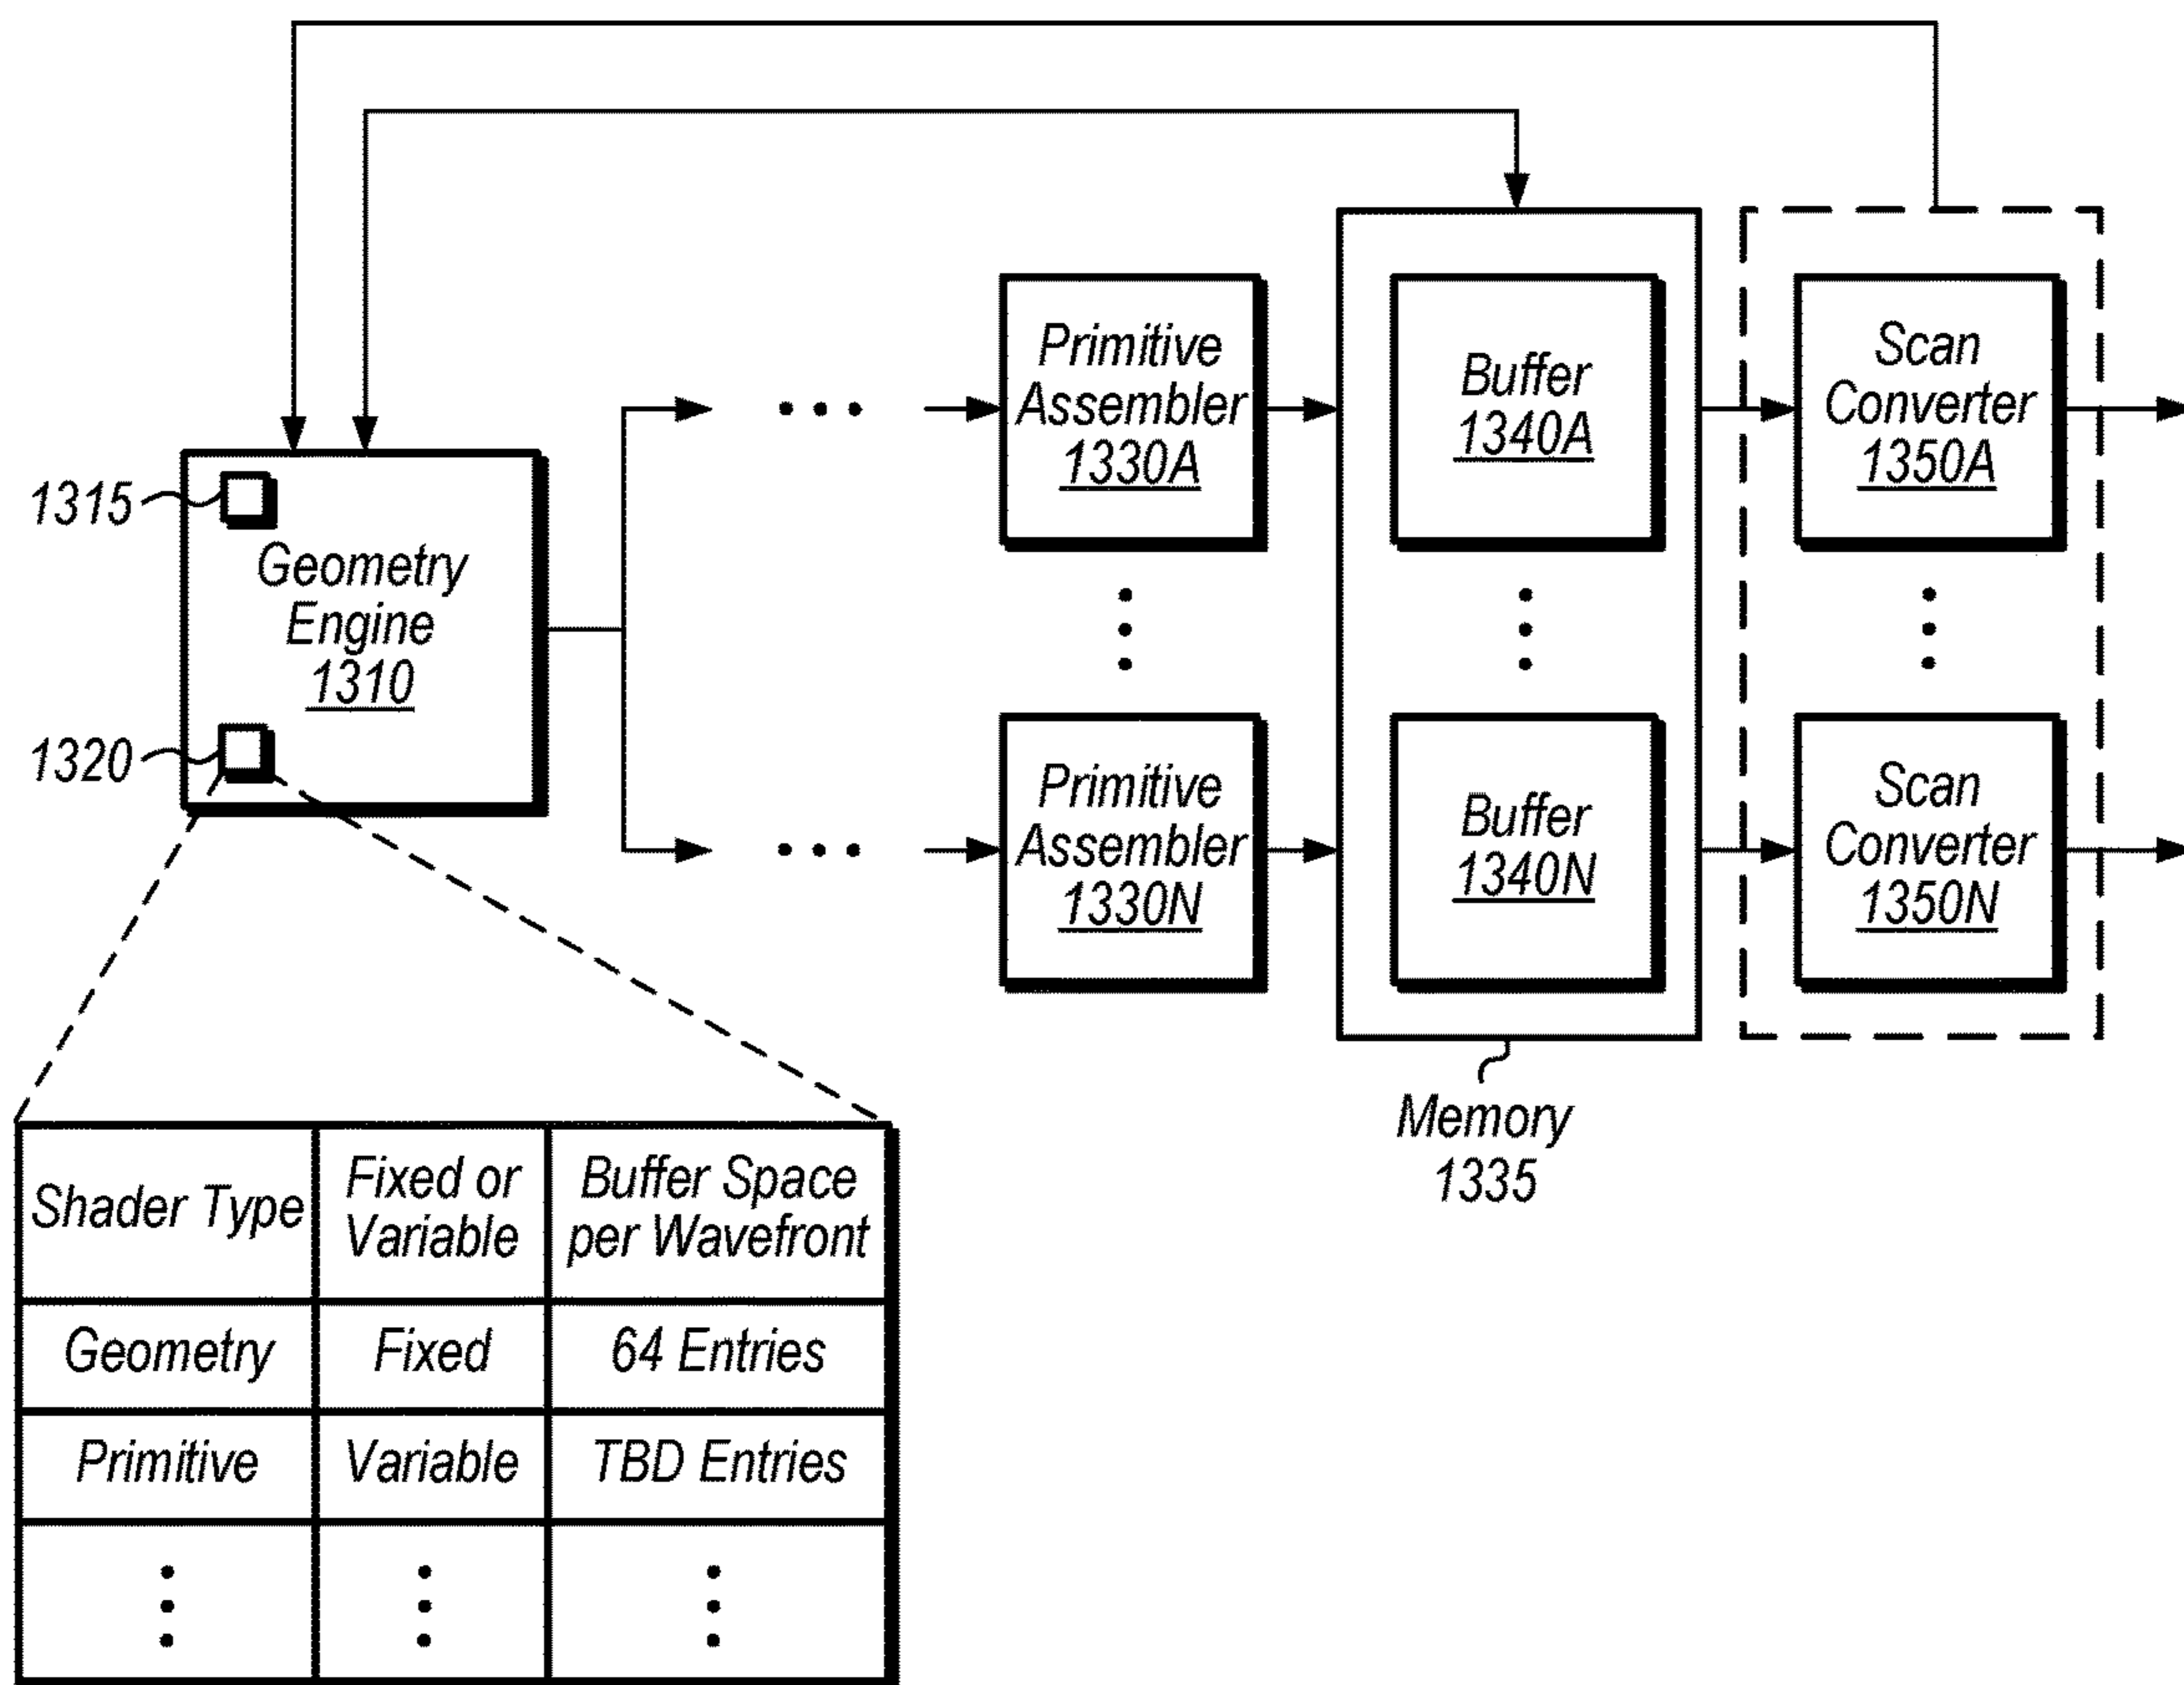 1315
Geometry
Engine
1310
1320
Primitive
Assembler
1330A
Buffer
1340A
Scan
Converter
1350A
Primitive
Assembler
1330N
Buffer
1340N
Scan
Converter
1350N
Memory
1335
Shader Type
Fixed or
Variable
Buffer Space
per Wavefront
Geometry
Fixed
64 Entries
Primitive
Variable
TBD Entries